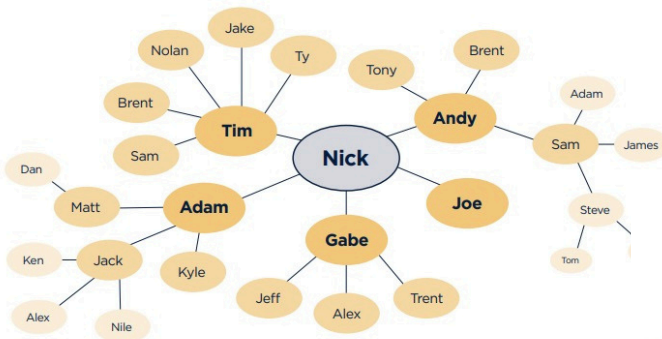 Jake
Nolan
Ty
Brent
Tony
Brent
Tim
Andy
Adam
Sam
Sam
James
Nick
Dan
Matt
Adam
Joe
Steve
Gabe
Ken
Jack
Kyle
Tom
Jeff
Alex
Trent
Alex
Nile